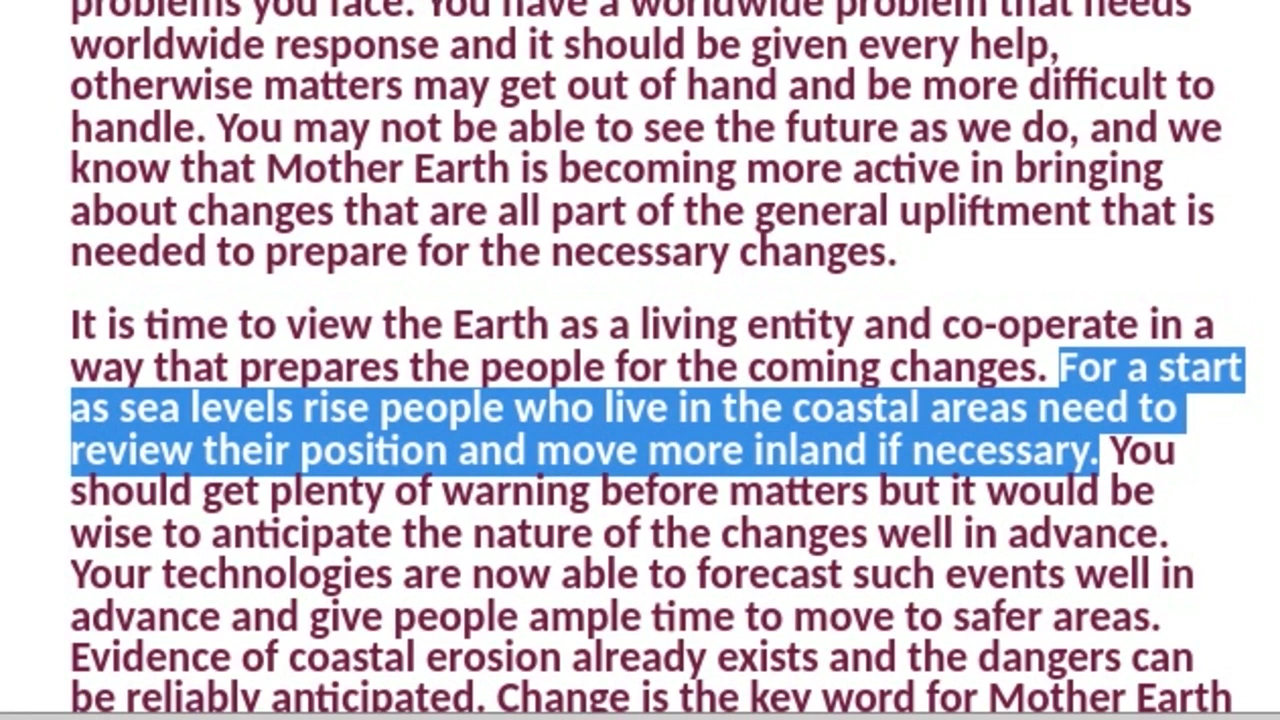 problems you face. You have a worldwide problem that needs
worldwide response and it should be given every help,
otherwise matters may get out of hand and be more difficult to
handle. You may not be able to see the future as we do, and we
know that Mother Earth is becoming more active in bringing
about changes that are all part of the general upliftment that is
needed to prepare for the necessary changes.
It is time to view the Earth as a living entity and co-operate in a
way that prepares the people for the coming changes. For a start
as sea levels rise people who live in the coastal areas need to
review their position and move more inland if necessary. You
should get plenty of warning before matters but it would be
wise to anticipate the nature of the changes well in advance.
Your technologies are now able to forecast such events well in
advance and give people ample time to move to safer areas.
Evidence of coastal erosion already exists and the dangers can
be reliably anticipated. Change is the key word for Mother Earth